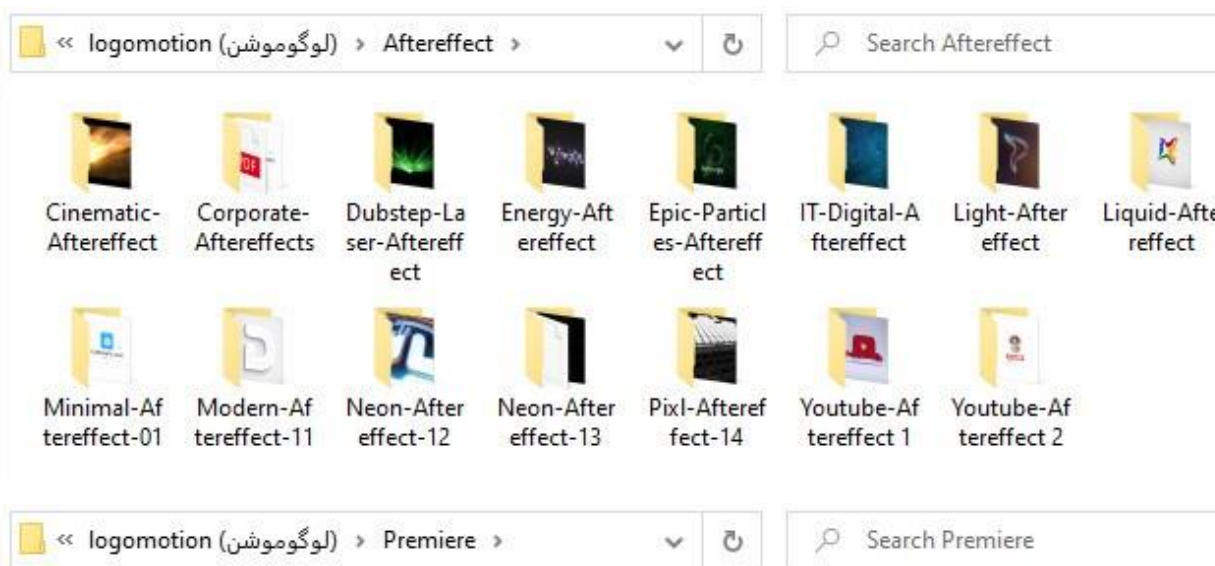 « logomotion (لوگوموشن) › Aftereffect ›
Search Aftereffect
Cinematic-
Aftereffect
Corporate-
Aftereffects
Dubstep-La
ser-Aftereff
ect
Energy-Aft
ereffect
Epic-Particl
es-Aftereff
ect
IT-Digital-A
ftereffect
Light-After
effect
Liquid-Afte
reffect
Minimal-Af
tereffect-01
Modern-Af
tereffect-11
Neon-After
effect-12
Neon-After
effect-13
Pixl-Afteref
fect-14
Youtube-Af
tereffect 1
Youtube-Af
tereffect 2
« logomotion (لوگوموشن) › Premiere ›
Search Premiere